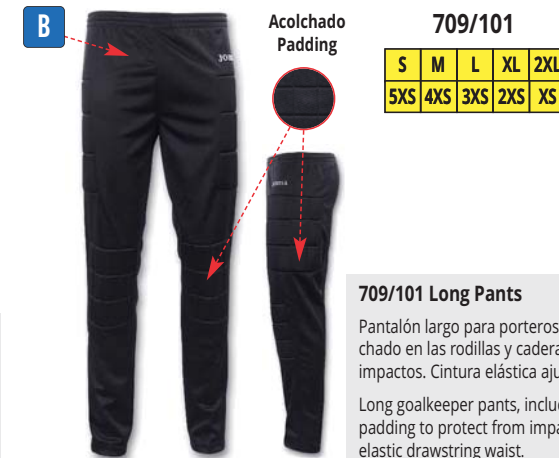 B
Acolchado
Padding
709/101
S M L XL 2XL
5XS 4XS 3XS 2XS XS
joma
709/101 Long Pants
Pantalón largo para porteros
chado en las rodillas y cadera
impactos. Cintura elástica aju
Long goalkeeper pants, inclu
padding to protect from impa
elastic drawstring waist.